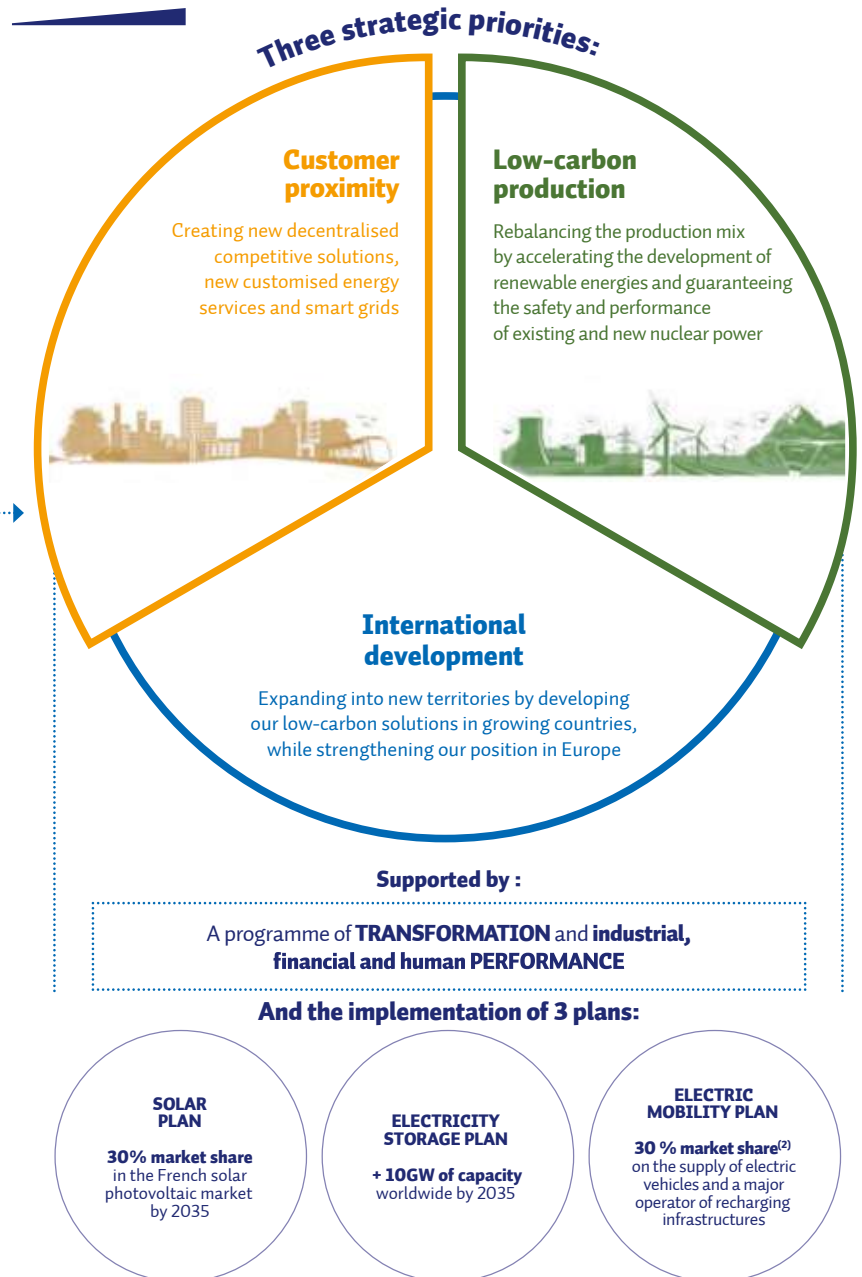 Three strategic priorities:
Customer
proximity
Creating new decentralised
competitive solutions,
new customised energy
services and smart grids
Low-carbon
production
Rebalancing the production mix
by accelerating the development of
renewable energies and guaranteeing
the safety and performance
of existing and new nuclear power
International
development
Expanding into new territories by developing
our low-carbon solutions in growing countries,
while strengthening our position in Europe
Supported by :
A programme of TRANSFORMATION and industrial,
financial and human PERFORMANCE
And the implementation of 3 plans:
SOLAR
PLAN
30% market share
in the French solar
photovoltaic market
by 2035
ELECTRICITY
STORAGE PLAN
+ 10GW of capacity
worldwide by 2035
ELECTRIC
MOBILITY PLAN
30 % market share(2)
on the supply of electric
vehicles and a major
operator of recharging
infrastructures